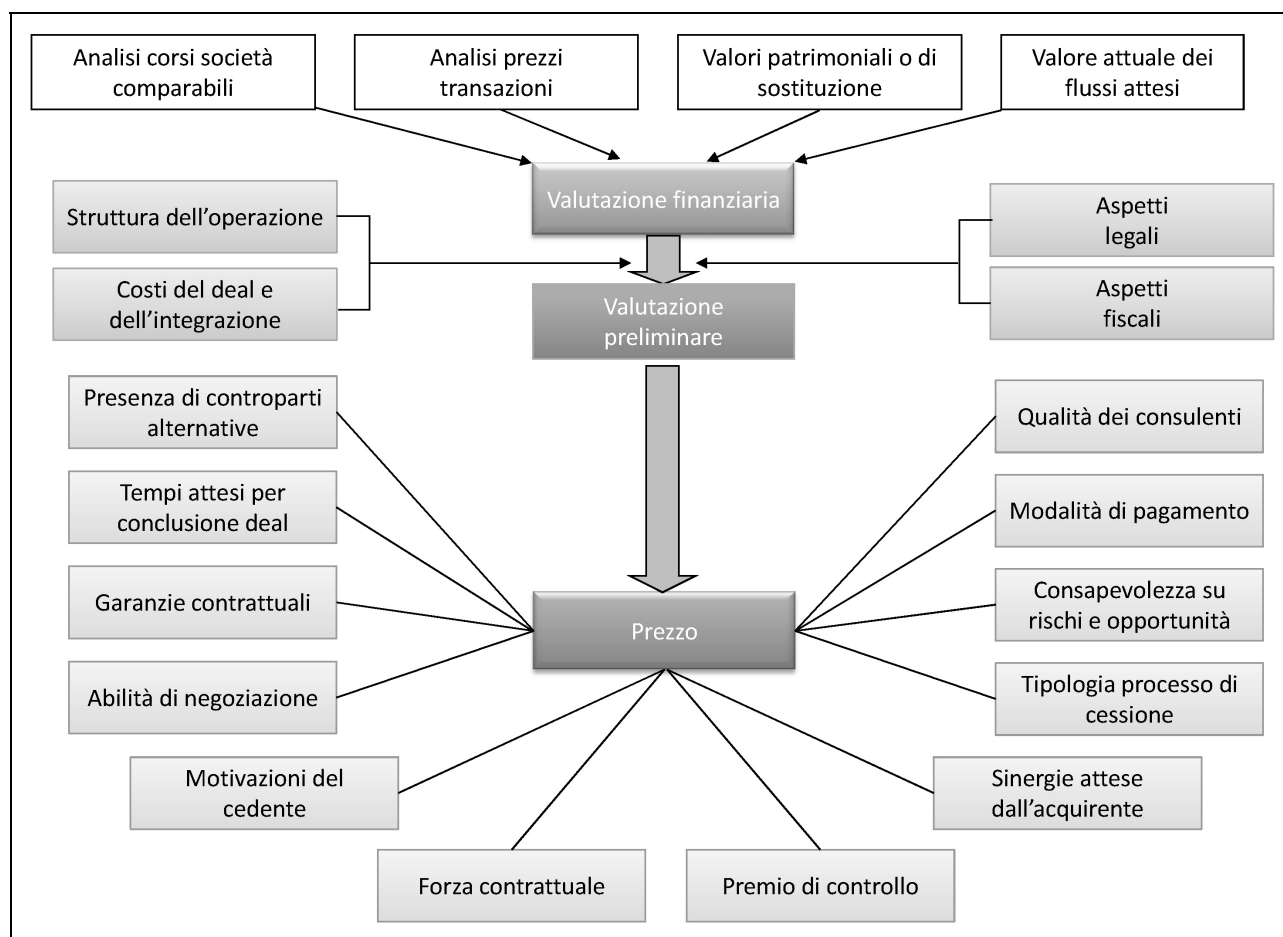 Analisi corsi società
comparabili
Analisi prezzi
transazioni
Valori patrimoniali o di
sostituzione
Valore attuale dei
flussi attesi
Valutazione finanziaria
Struttura dell’operazione
Aspetti
legali
Costi del deal e
dell’integrazione
Valutazione
preliminare
Aspetti
fiscali
Presenza di controparti
alternative
Qualità dei consulenti
Tempi attesi per
conclusione deal
Modalità di pagamento
Garanzie contrattuali
Prezzo
Consapevolezza su
rischi e opportunità
Abilità di negoziazione
Tipologia processo di
cessione
Motivazioni del
cedente
Sinergie attese
dall’acquirente
Forza contrattuale
Premio di controllo